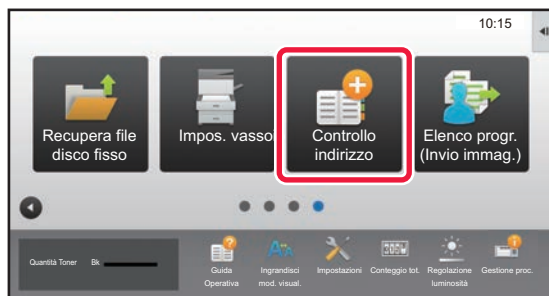 10:15
Recupera file
disco fisso
Impos. vassoi
Controllo
indirizzo
Elenco progr.
(Invio immag.)
Quantità Toner Bk
Guida
Operativa
Ingrandisci
mod. visual.
Impostazioni
Conteggio tot.
Regolazione
luminosità
Gestione proc.